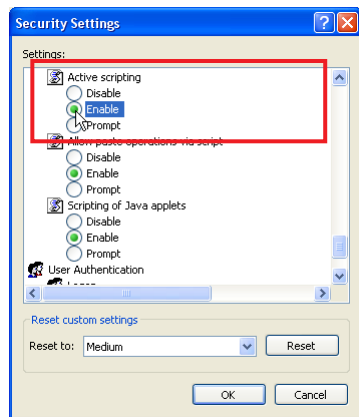 Security Settings
Settings:
Active scripting
Disable
Enable
Prompt
Allow paste operations via script
Disable
Enable
Prompt
Scripting of Java applets
Disable
Enable
Prompt
User Authentication
Reset custom settings
Reset to: Medium Reset
OK Cancel